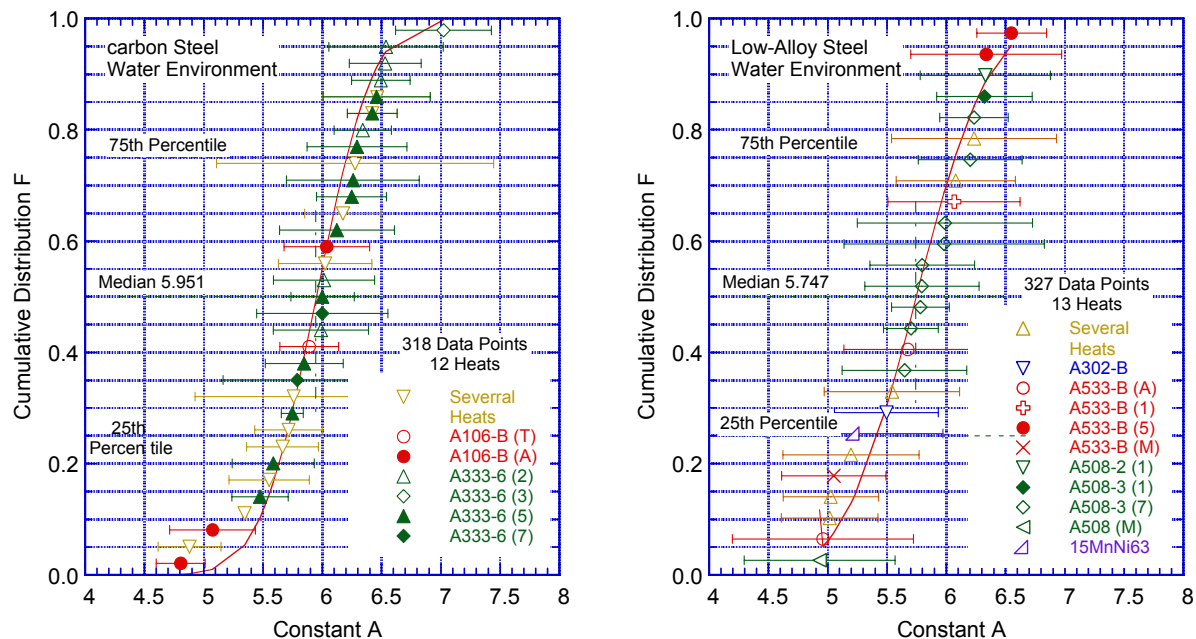 carbon Steel
Water Environment
75th Percentile
Median 5.951
318 Data Points
12 Heats
25th
Percen tile
Severral
Heats
A106-B (T)
A106-B (A)
A333-6 (2)
A333-6 (3)
A333-6 (5)
A333-6 (7)
Cumulative Distribution F
1.0
0.8
0.6
0.4
0.2
0.0
4 4.5 5 5.5 6 6.5 7 7.5 8
Constant A
Low-Alloy Steel
Water Environment
75th Percentile
Median 5.747
327 Data Points
13 Heats
25th Percentile
Several
Heats
A302-B
A533-B (A)
A533-B (1)
A533-B (5)
A533-B (M)
A508-2 (1)
A508-3 (1)
A508-3 (7)
A508 (M)
15MnNi63
Cumulative Distribution F
1.0
0.8
0.6
0.4
0.2
0.0
4 4.5 5 5.5 6 6.5 7 7.5 8
Constant A